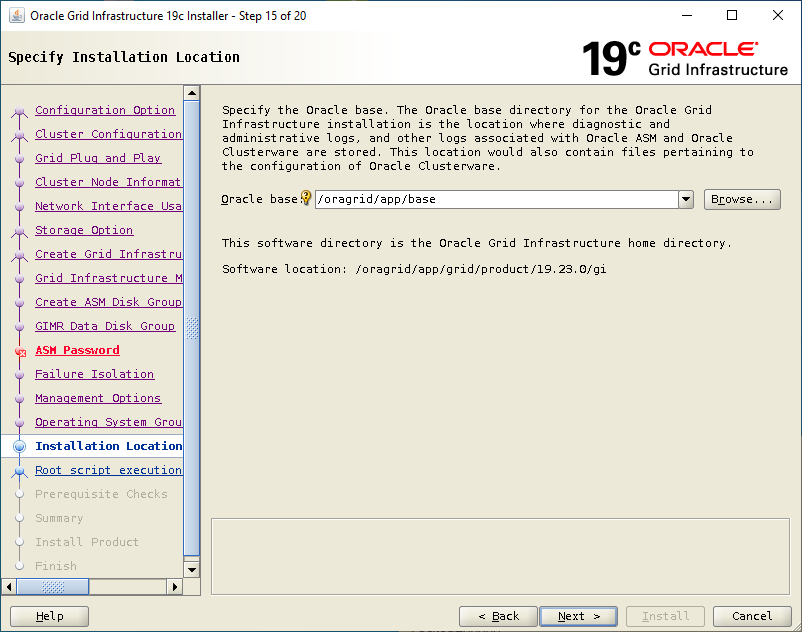 Oracle Grid Infrastructure 19c Installer - Step 15 of 20
Specify Installation Location
19c ORACLE
Grid Infrastructure
Configuration Option
Cluster Configuration
Grid Plug and Play
Cluster Node Informat
Network Interface Usa
Storage Option
Create Grid Infrastru
Grid Infrastructure M
Create ASM Disk Group
GIMR Data Disk Group
ASM Password
Failure Isolation
Management Options
Operating System Grou
Installation Location
Root script execution
Prerequisite Checks
Summary
Install Product
Finish
Specify the Oracle base. The Oracle base directory for the Oracle Grid
Infrastructure installation is the location where diagnostic and
administrative logs, and other logs associated with Oracle ASM and Oracle
Clusterware are stored. This location would also contain files pertaining to
the configuration of Oracle Clusterware.
Oracle base: /oragrid/app/base Browse...
This software directory is the Oracle Grid Infrastructure home directory.
Software location: /oragrid/app/grid/product/19.23.0/gi
Help < Back Next > Install Cancel